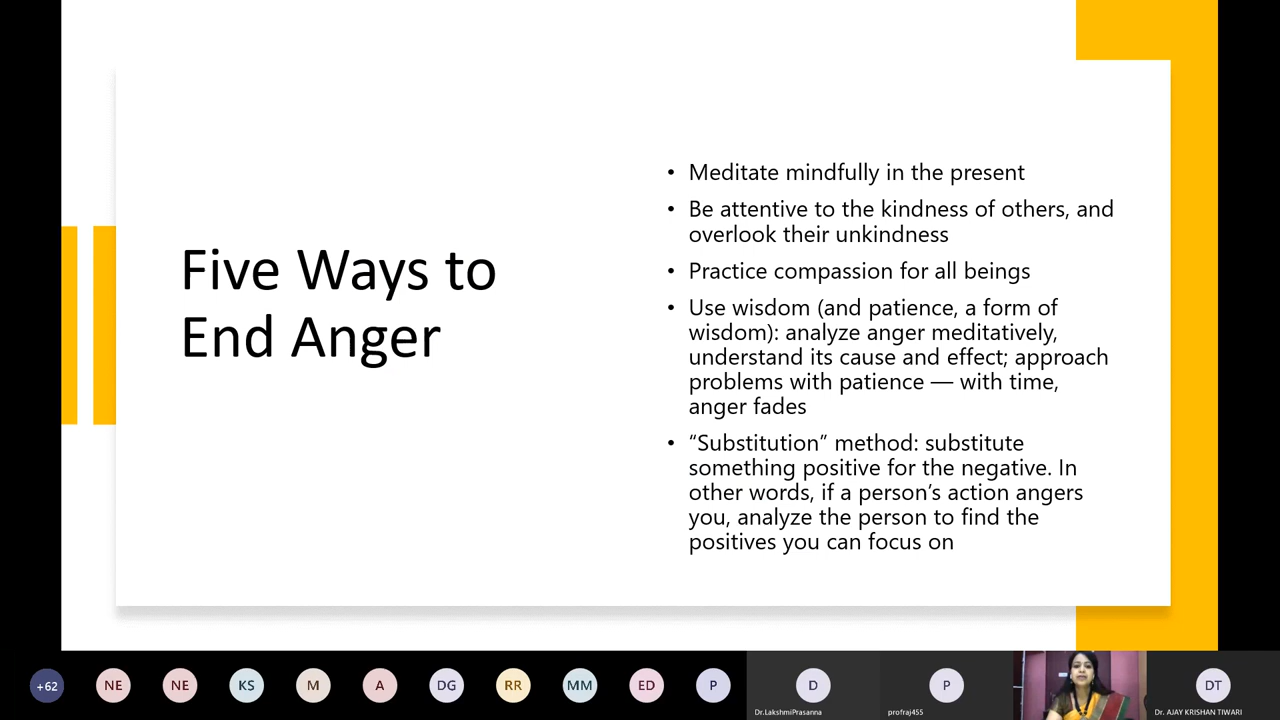 Five Ways to
End Anger
• Meditate mindfully in the present
• Be attentive to the kindness of others, and
overlook their unkindness
• Practice compassion for all beings
• Use wisdom (and patience, a form of
wisdom): analyze anger meditatively,
understand its cause and effect; approach
problems with patience — with time,
anger fades
• “Substitution” method: substitute
something positive for the negative. In
other words, if a person’s action angers
you, analyze the person to find the
positives you can focus on
+62 NE NE KS M A DG RR MM ED P D P DT
Dr.LakshmiPrasanna profraj455 Dr. AJAY KRISHAN TIWARI